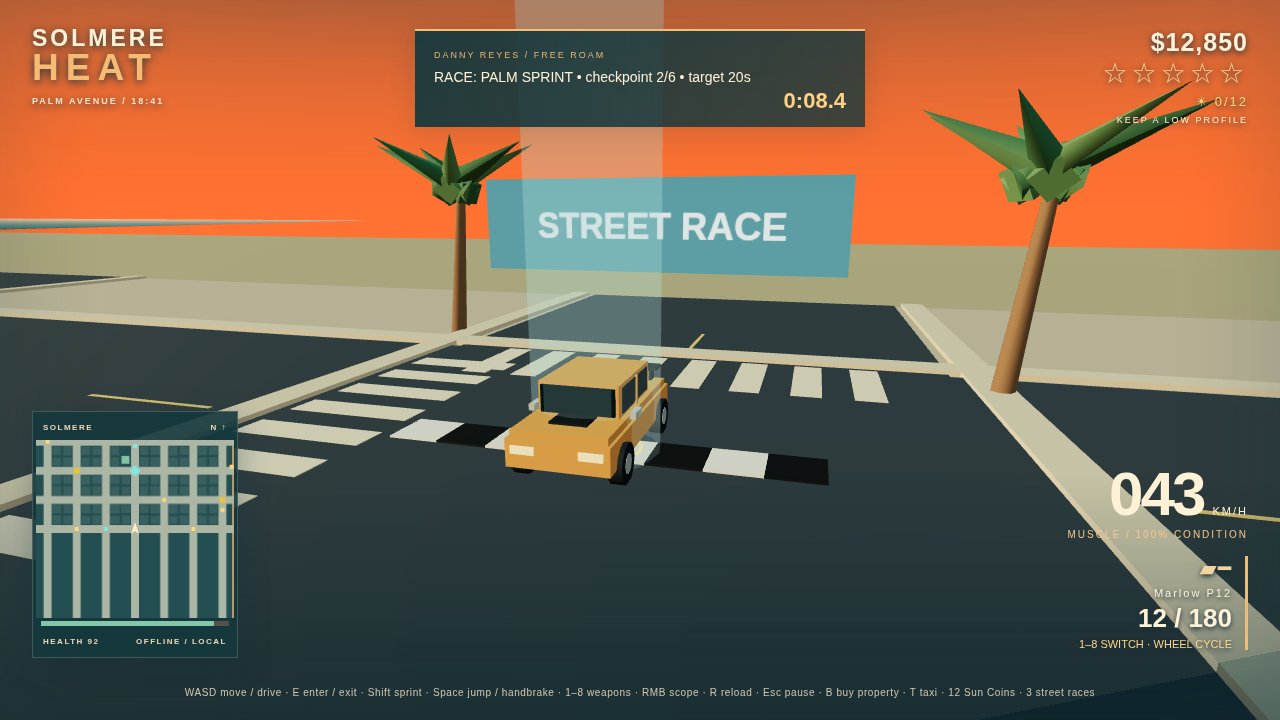 SOLMERE
HEAT
PALM AVENUE / 18:41
DANNY REYES / FREE ROAM
RACE: PALM SPRINT • checkpoint 2/6 • target 20s
0:08.4
$12,850
☆☆☆☆☆
☀ 0/12
KEEP A LOW PROFILE
STREET RACE
SOLMERE N ↑
HEALTH 92 OFFLINE / LOCAL
043 KM/H
MUSCLE / 100% CONDITION
Marlow P12
12 / 180
1–8 SWITCH · WHEEL CYCLE
WASD move / drive · E enter / exit · Shift sprint · Space jump / handbrake · 1–8 weapons · RMB scope · R reload · Esc pause · B buy property · T taxi · 12 Sun Coins · 3 street races